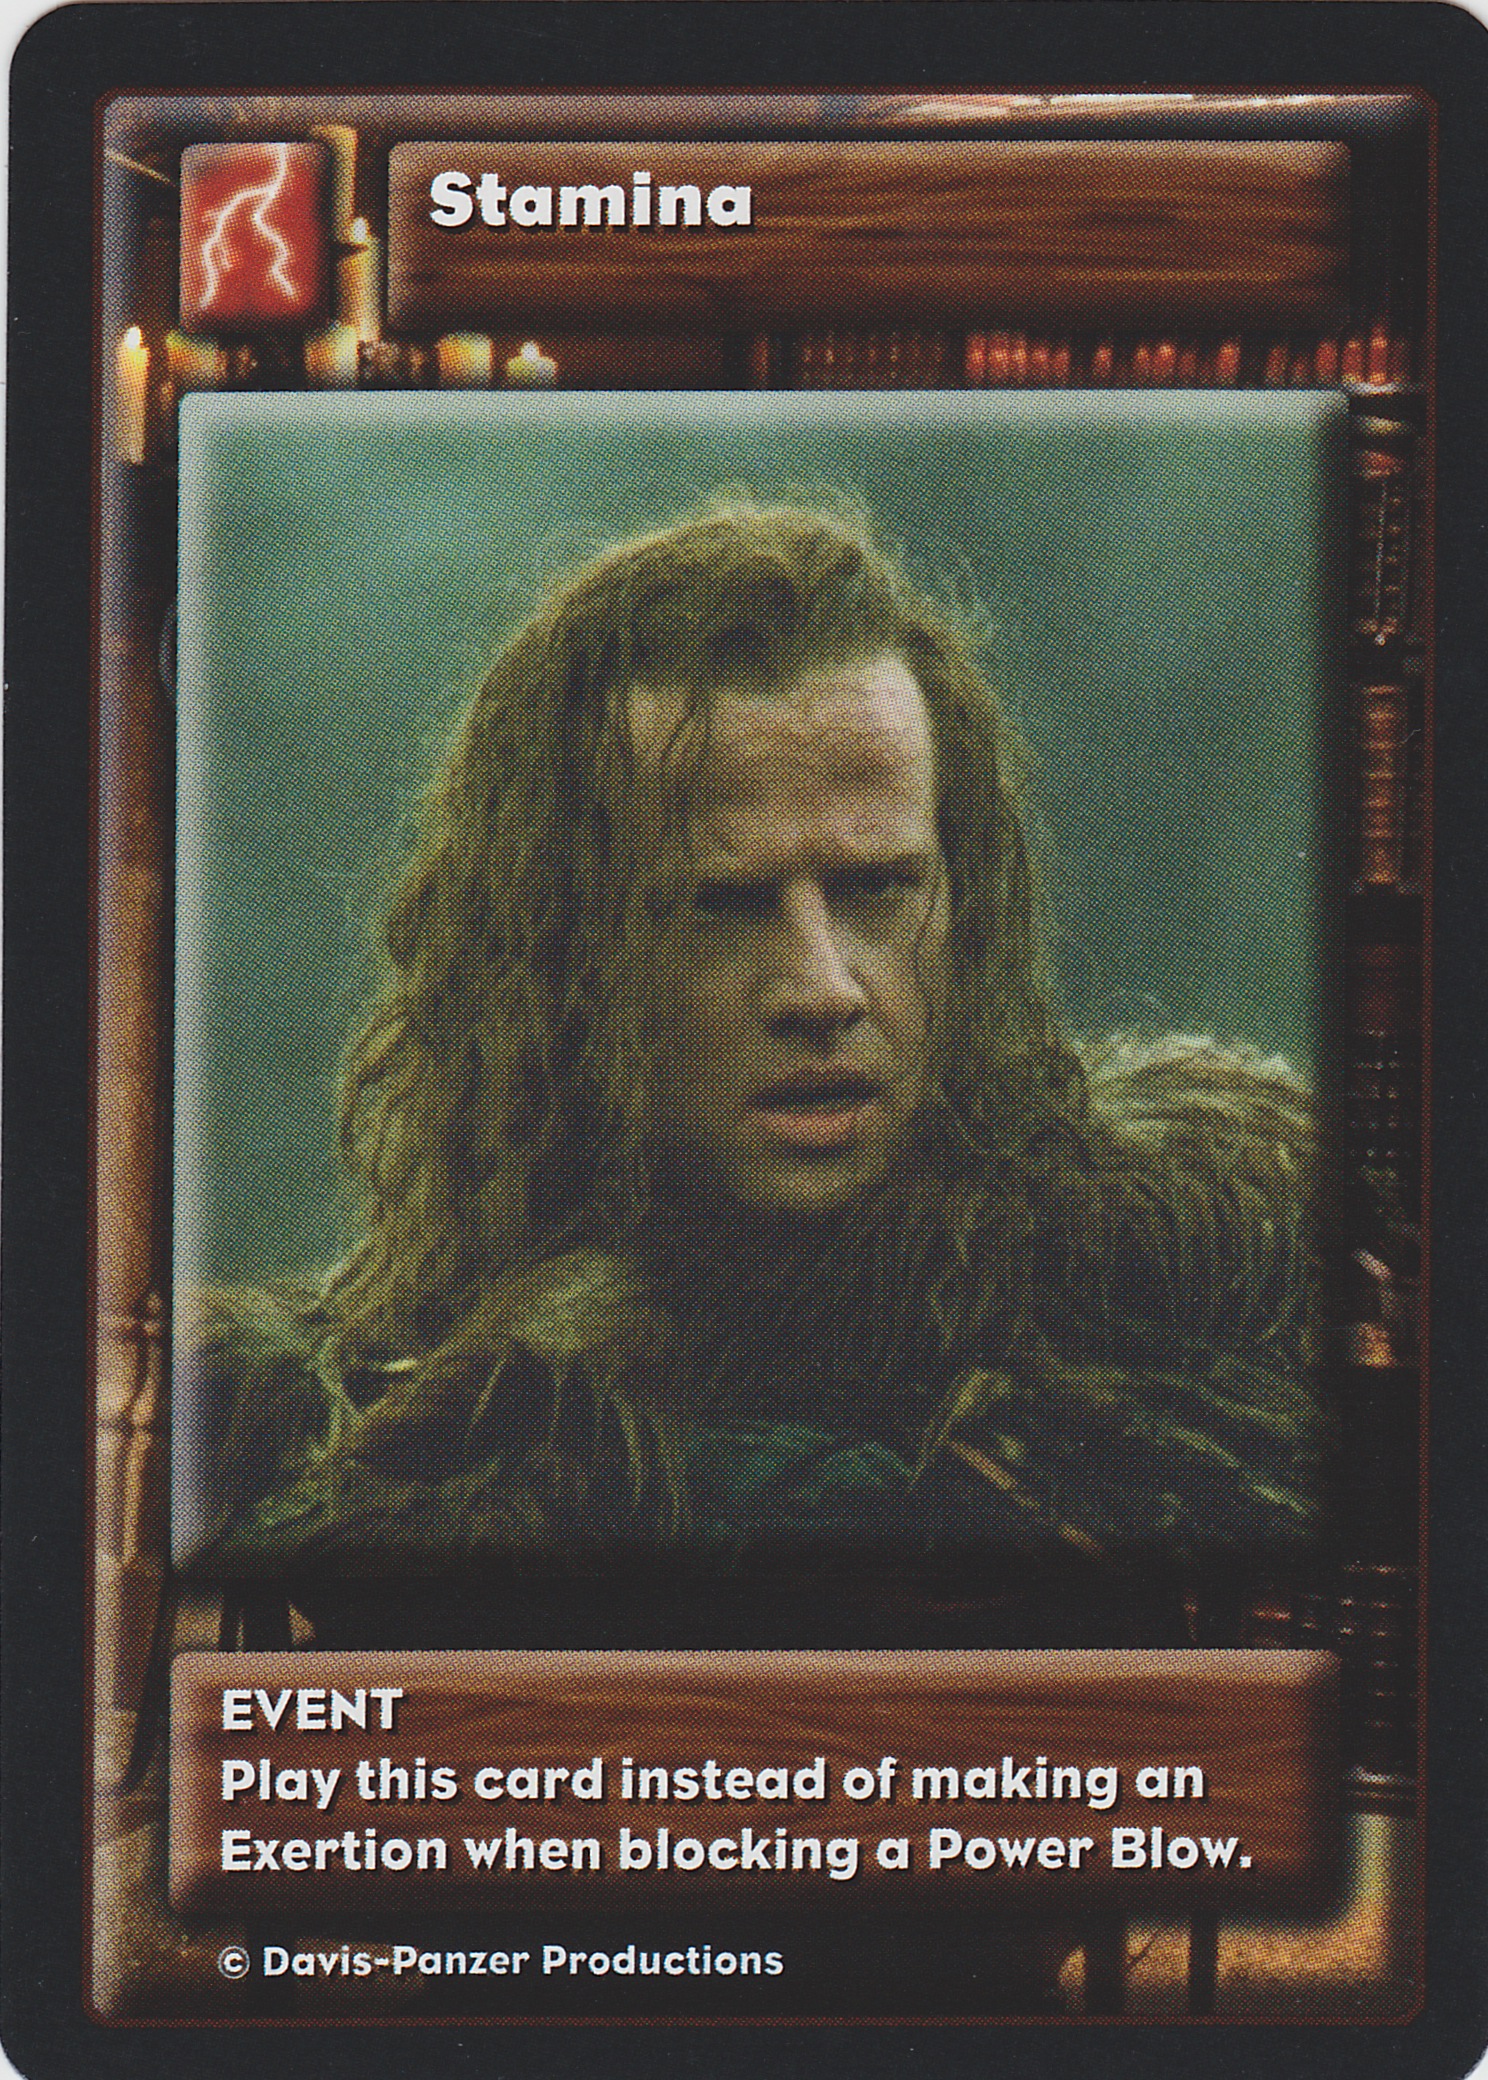 Stamina
EVENT
Play this card instead of making an
Exertion when blocking a Power Blow.
© Davis-Panzer Productions